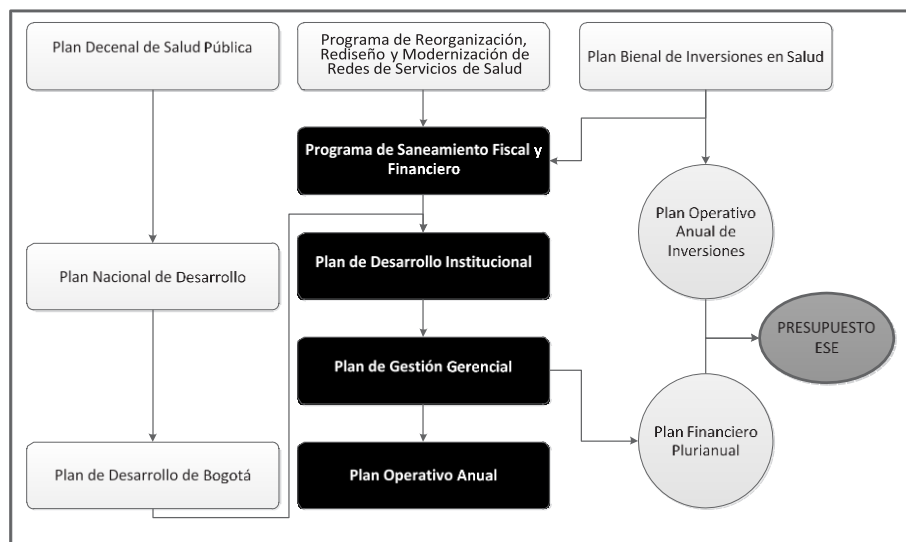 Plan Decenal de Salud Pública
Programa de Reorganización,
Rediseño y Modernización de
Redes de Servicios de Salud
Plan Bienal de Inversiones en Salud
Programa de Saneamiento Fiscal y
Financiero
Plan Operativo
Anual de
Inversiones
Plan Nacional de Desarrollo
Plan de Desarrollo Institucional
PRESUPUESTO
ESE
Plan de Gestión Gerencial
Plan Financiero
Plurianual
Plan de Desarrollo de Bogotá
Plan Operativo Anual